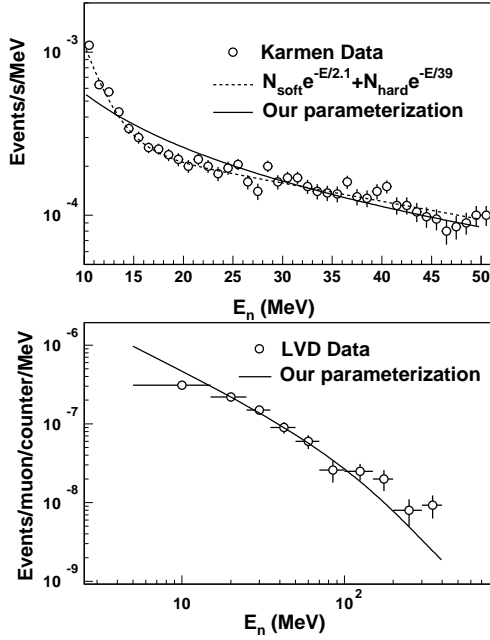 Events/s/MeV
10^-3
10^-4
Karmen Data
N_soft e^-E/2.1 + N_hard e^-E/39
Our parameterization
10 15 20 25 30 35 40 45 50
E_n (MeV)
Events/muon/counter/MeV
10^-6
10^-7
10^-8
10^-9
LVD Data
Our parameterization
10 10^2
E_n (MeV)